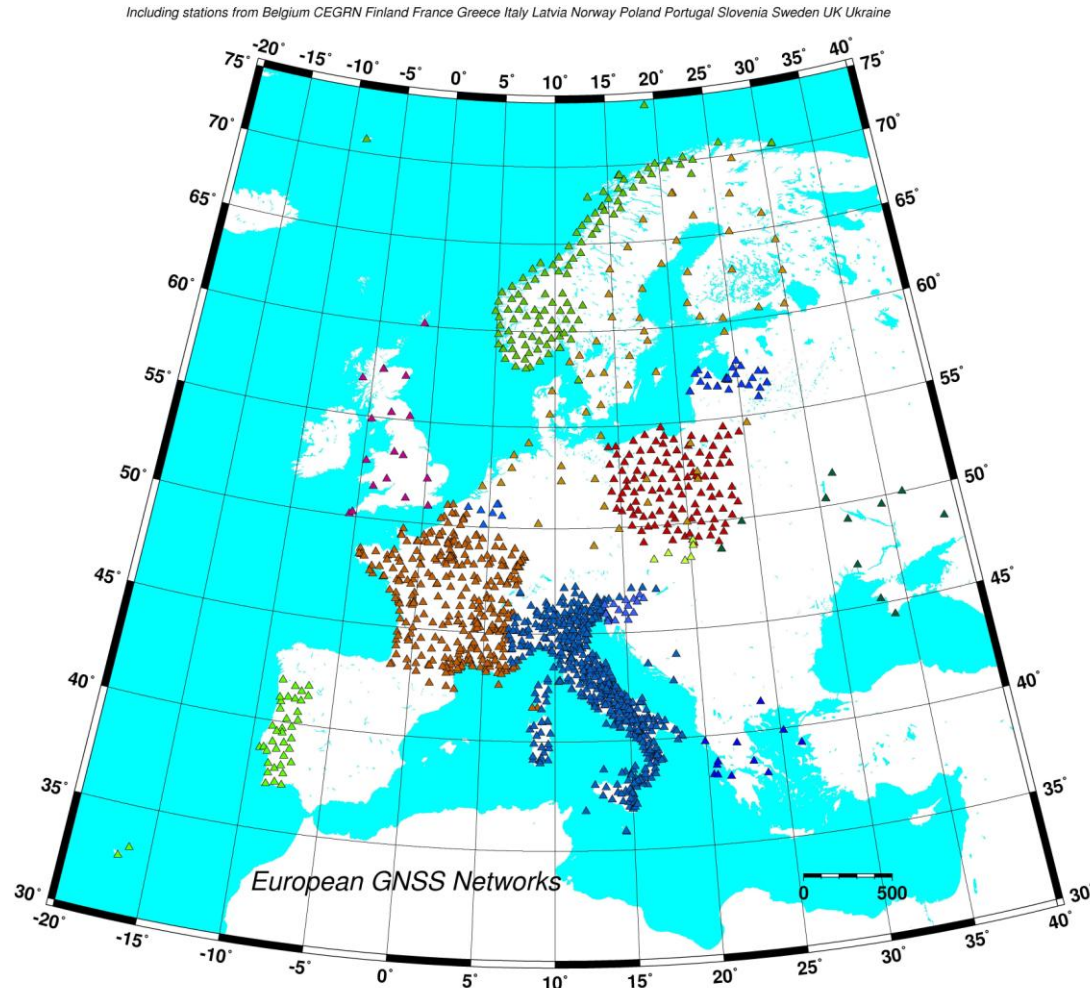 Including stations from Belgium CEGRN Finland France Greece Italy Latvia Norway Poland Portugal Slovenia Sweden UK Ukraine
-20° -15° -10° -5° 0° 5° 10° 15° 20° 25° 30° 35° 40°
75° 75°
70° 70°
65° 65°
60° 60°
55° 55°
50° 50°
45° 45°
40° 40°
35° 35°
European GNSS Networks
0 500
30° 30°
-20° -15° -10° -5° 0° 5° 10° 15° 20° 25° 30° 35° 40°